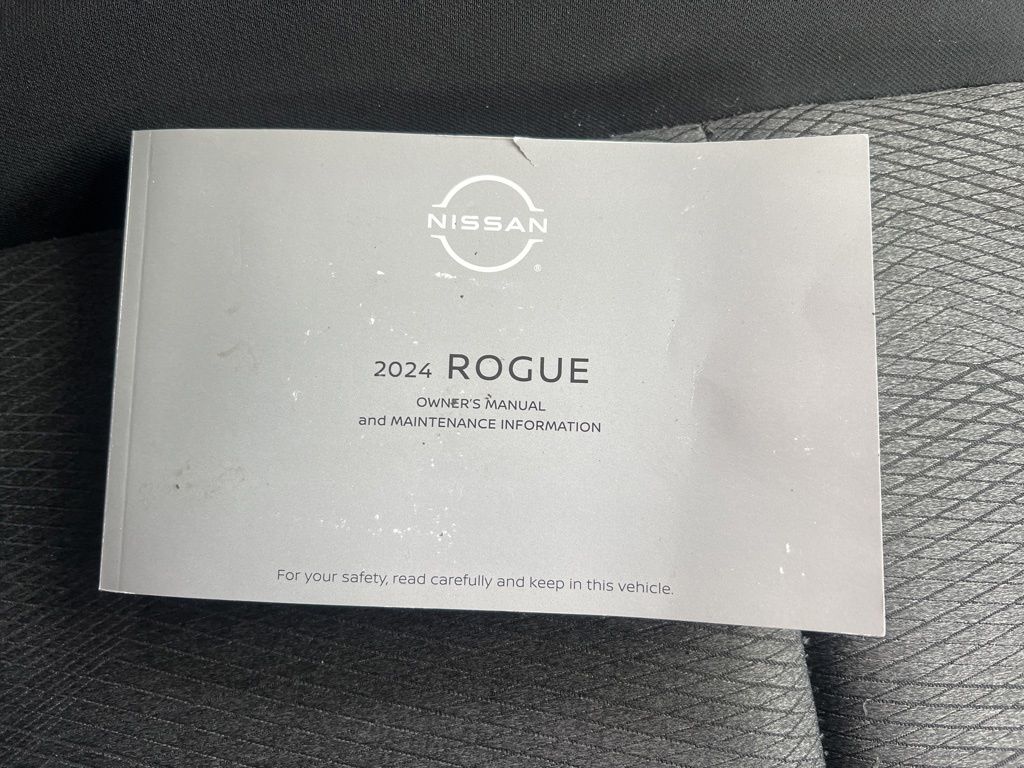 NISSAN
®
2024 ROGUE
OWNER'S MANUAL
and MAINTENANCE INFORMATION
For your safety, read carefully and keep in this vehicle.